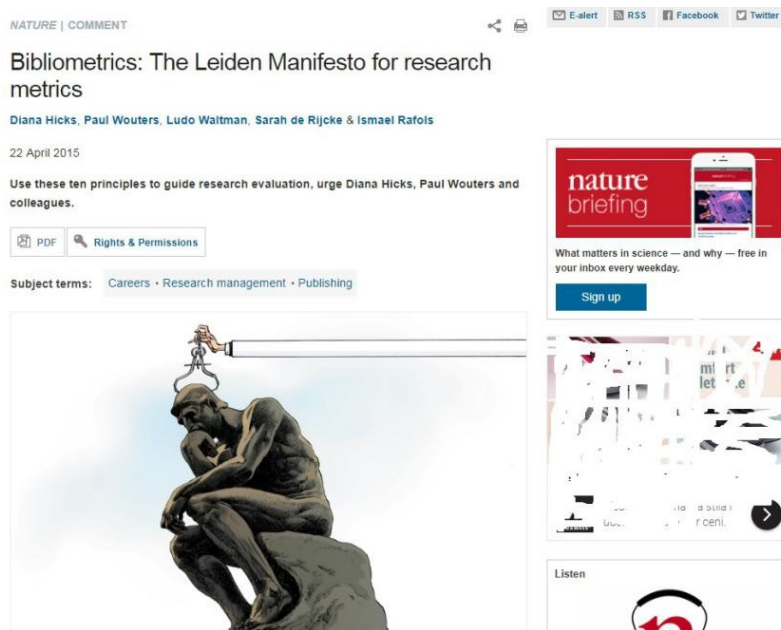 NATURE | COMMENT
Bibliometrics: The Leiden Manifesto for research
metrics
Diana Hicks, Paul Wouters, Ludo Waltman, Sarah de Rijcke & Ismael Rafols
22 April 2015
Use these ten principles to guide research evaluation, urge Diana Hicks, Paul Wouters and
colleagues.
PDF Rights & Permissions
Subject terms: Careers • Research management • Publishing
E-alert RSS Facebook Twitter
nature
briefing
What matters in science — and why — free in
your inbox every weekday.
Sign up
r ceni.
Listen